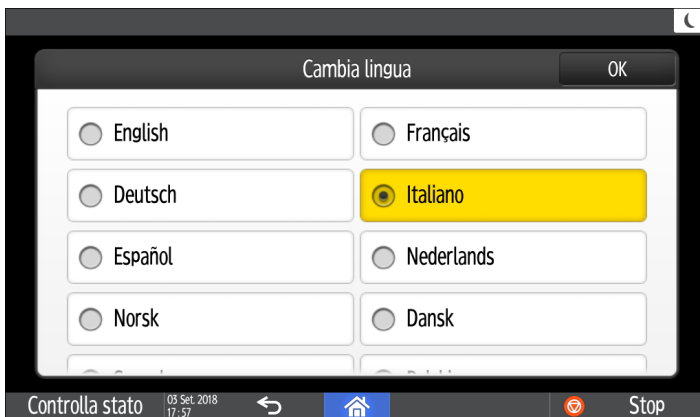 Cambia lingua
OK
English
Français
Deutsch
Italiano
Español
Nederlands
Norsk
Dansk
Controlla stato
03 Set. 2018
17:57
Stop